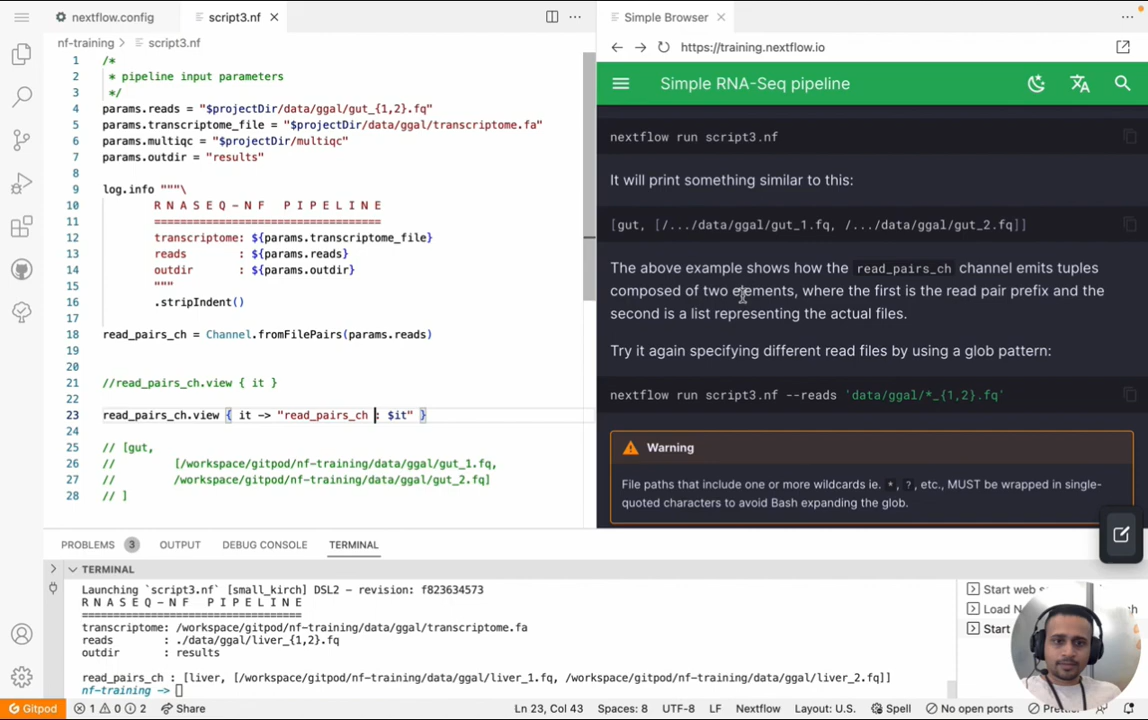 nextflow.config
script3.nf
nf-training > script3.nf
1 /*
2 * pipeline input parameters
3 */
4 params.reads = "$projectDir/data/ggal/gut_{1,2}.fq"
5 params.transcriptome_file = "$projectDir/data/ggal/transcriptome.fa"
6 params.multiqc = "$projectDir/multiqc"
7 params.outdir = "results"
8
9 log.info """\
10 R N A S E Q - N F   P I P E L I N E
11 ===================================
12 transcriptome: ${params.transcriptome_file}
13 reads        : ${params.reads}
14 outdir       : ${params.outdir}
15 """
16 .stripIndent()
17
18 read_pairs_ch = Channel.fromFilePairs(params.reads)
19
20
21 //read_pairs_ch.view { it }
22
23 read_pairs_ch.view { it -> "read_pairs_ch : $it" }
24
25 // [gut,
26 //       [/workspace/gitpod/nf-training/data/ggal/gut_1.fq,
27 //       /workspace/gitpod/nf-training/data/ggal/gut_2.fq]
28 // ]
Simple Browser
https://training.nextflow.io
Simple RNA-Seq pipeline
nextflow run script3.nf
It will print something similar to this:
[gut, [/.../data/ggal/gut_1.fq, /.../data/ggal/gut_2.fq]]
The above example shows how the read_pairs_ch channel emits tuples
composed of two elements, where the first is the read pair prefix and the
second is a list representing the actual files.
Try it again specifying different read files by using a glob pattern:
nextflow run script3.nf --reads 'data/ggal/*_{1,2}.fq'
Warning
File paths that include one or more wildcards ie. *, ?, etc., MUST be wrapped in single-
quoted characters to avoid Bash expanding the glob.
PROBLEMS 3 OUTPUT DEBUG CONSOLE TERMINAL
TERMINAL
Launching `script3.nf` [small_kirch] DSL2 - revision: f823634573
R N A S E Q - N F   P I P E L I N E
===================================
transcriptome: /workspace/gitpod/nf-training/data/ggal/transcriptome.fa
reads        : ./data/ggal/liver_{1,2}.fq
outdir       : results
read_pairs_ch : [liver, [/workspace/gitpod/nf-training/data/ggal/liver_1.fq, /workspace/gitpod/nf-training/data/ggal/liver_2.fq]]
nf-training ->
Start web
Load N
Start
Gitpod 1 0 2 Share Ln 23, Col 43 Spaces: 8 UTF-8 LF Nextflow Layout: U.S. Spell No open ports